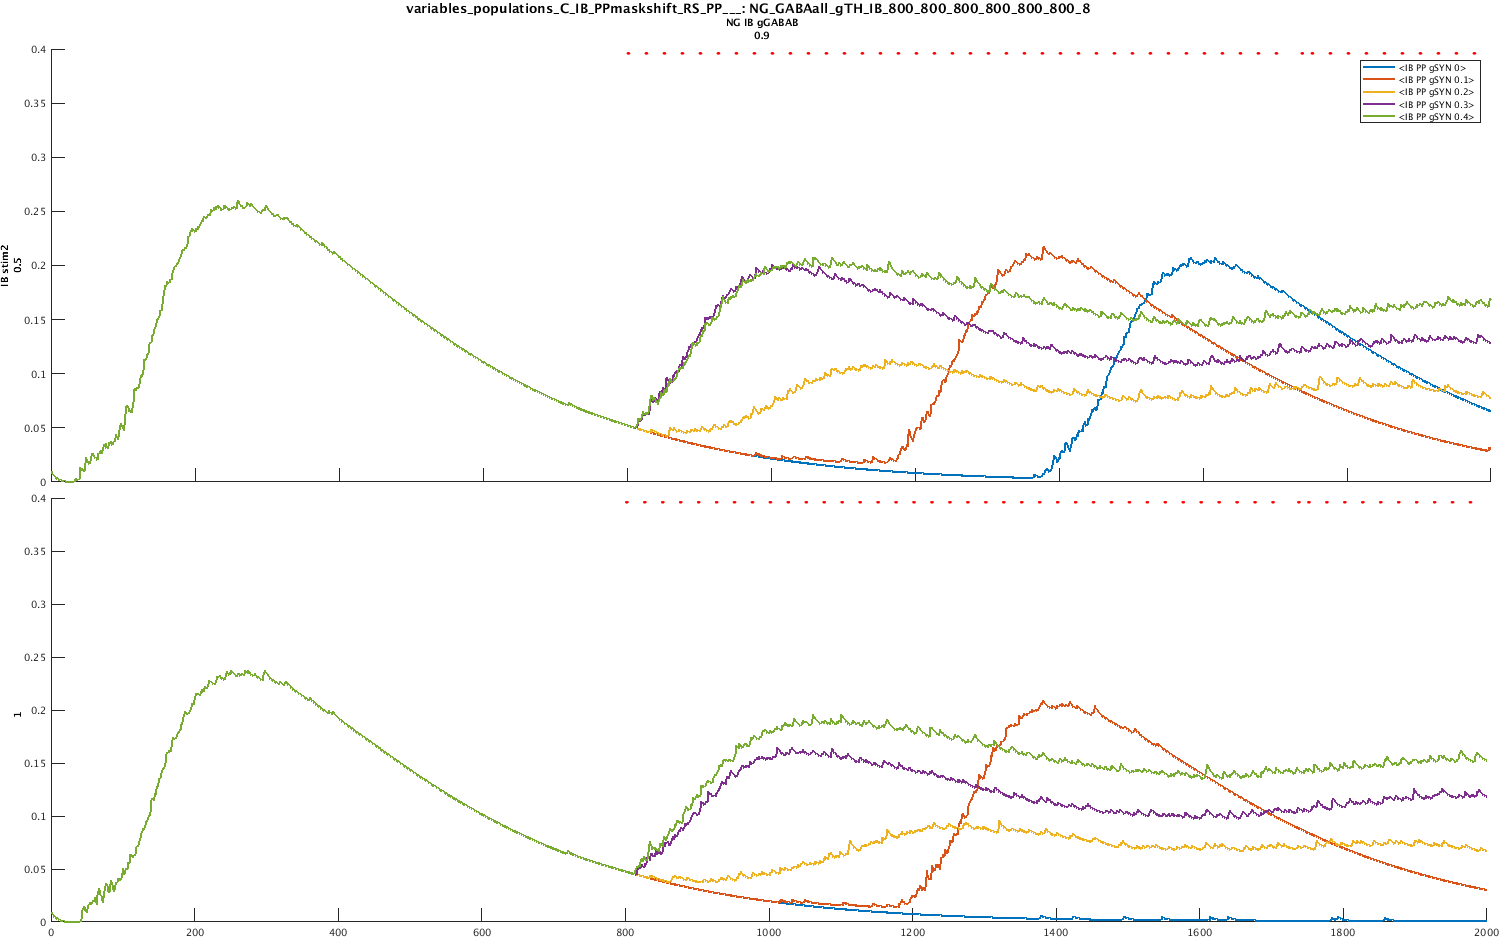 variables_populations_C_IB_PPmaskshift_RS_PP___: NG_GABAall_gTH_IB_800_800_800_800_800_800_8
NG IB gGABAB
0.9
IB stim2
0.5
0.4
0.35
0.3
0.25
0.2
0.15
0.1
0.05
0
<IB PP gSYN 0>
<IB PP gSYN 0.1>
<IB PP gSYN 0.2>
<IB PP gSYN 0.3>
<IB PP gSYN 0.4>
1
0.4
0.35
0.3
0.25
0.2
0.15
0.1
0.05
0
0 200 400 600 800 1000 1200 1400 1600 1800 2000